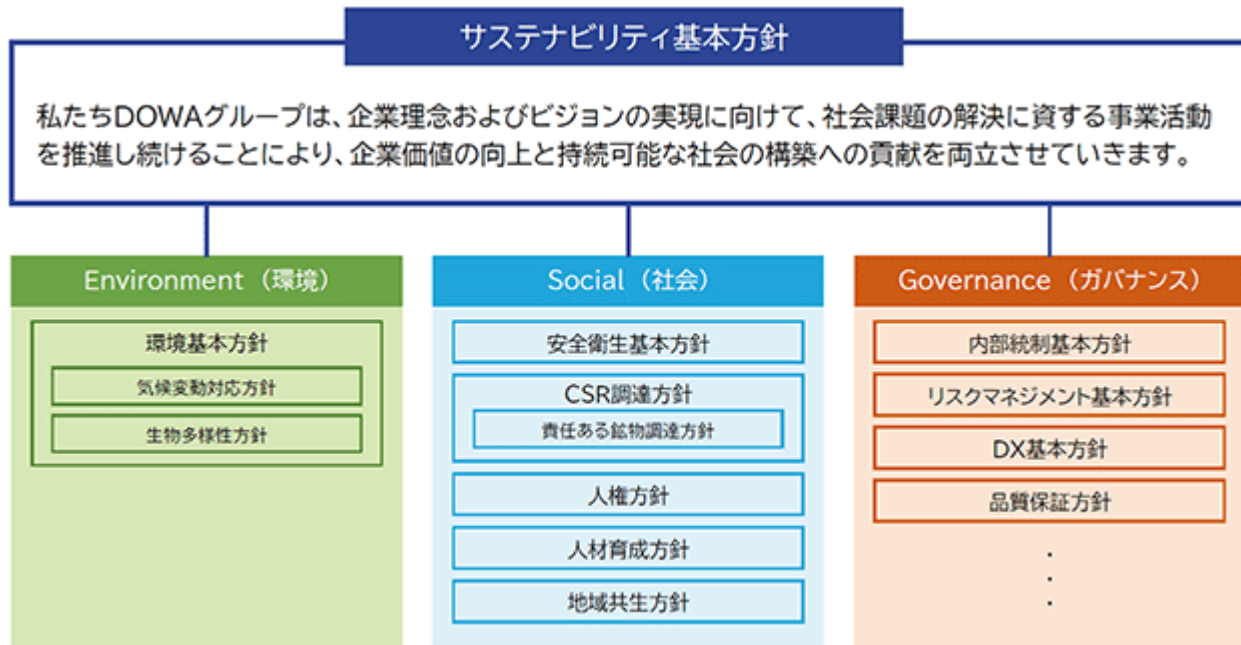 サステナビリティ基本方針
私たちDOWAグループは、企業理念およびビジョンの実現に向けて、社会課題の解決に資する事業活動
を推進し続けることにより、企業価値の向上と持続可能な社会の構築への貢献を両立させていきます。
Environment（環境）
環境基本方針
気候変動対応方針
生物多様性方針
Social（社会）
安全衛生基本方針
CSR調達方針
責任ある鉱物調達方針
人権方針
人材育成方針
地域共生方針
Governance（ガバナンス）
内部統制基本方針
リスクマネジメント基本方針
DX基本方針
品質保証方針
・
・
・